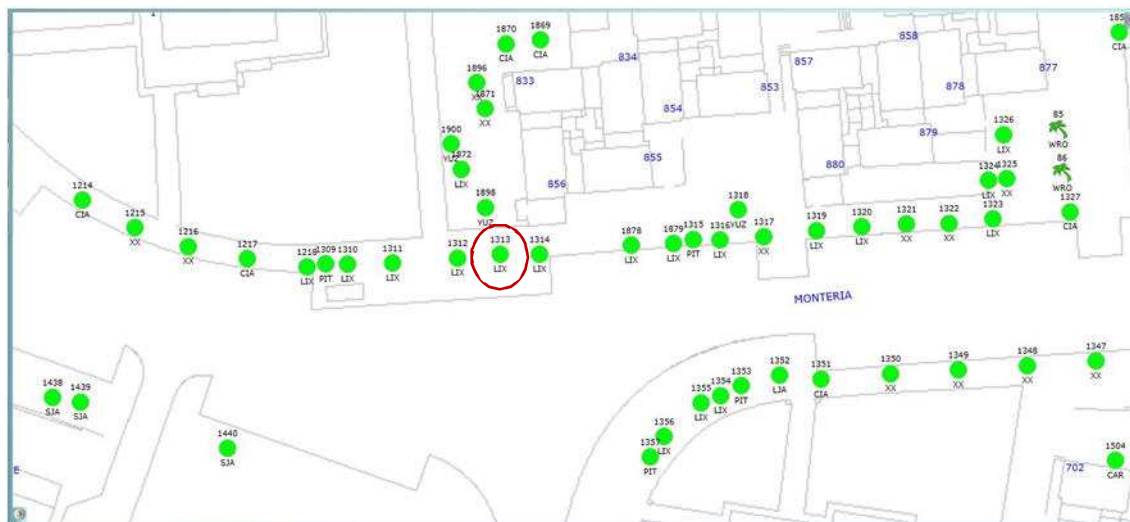 1870
1869
CIA
CIA
185
CIA
858
857
834
877
833
853
878
1896
XX
1871
XX
854
85
WRO
1326
LIX
879
1900
YUZ
1872
LIX
855
880
86
WRO
1324
LIX
1325
XX
856
1214
CIA
1898
YUZ
1318
YUZ
1327
CIA
1215
XX
1216
XX
1217
CIA
1218
LIX
1309
PIT
1310
LIX
1311
LIX
1312
LIX
1313
LIX
1314
LIX
1878
LIX
1879
LIX
1315
PIT
1316
LIX
1317
XX
1319
LIX
1320
LIX
1321
XX
1322
XX
1323
LIX
MONTERIA
1438
SJA
1439
SJA
1440
SJA
1357
PIT
1356
LIX
1355
LIX
1354
LIX
1353
PIT
1352
LJA
1351
CIA
1350
XX
1349
XX
1348
XX
1347
XX
702
1504
CAR